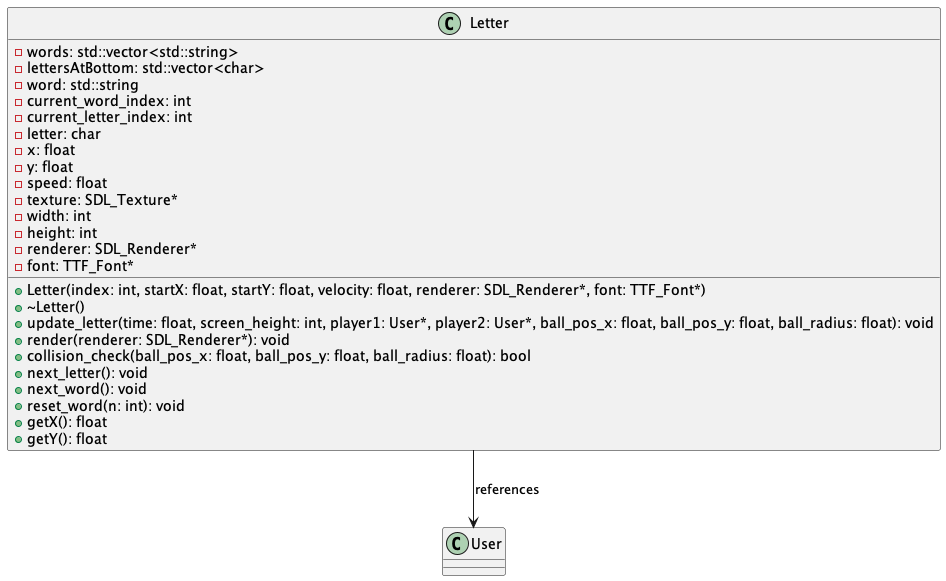 C Letter
words: std::vector<std::string>
lettersAtBottom: std::vector<char>
word: std::string
current_word_index: int
current_letter_index: int
letter: char
x: float
y: float
speed: float
texture: SDL_Texture*
width: int
height: int
renderer: SDL_Renderer*
font: TTF_Font*
Letter(index: int, startX: float, startY: float, velocity: float, renderer: SDL_Renderer*, font: TTF_Font*)
~Letter()
update_letter(time: float, screen_height: int, player1: User*, player2: User*, ball_pos_x: float, ball_pos_y: float, ball_radius: float): void
render(renderer: SDL_Renderer*): void
collision_check(ball_pos_x: float, ball_pos_y: float, ball_radius: float): bool
next_letter(): void
next_word(): void
reset_word(n: int): void
getX(): float
getY(): float
references
C User